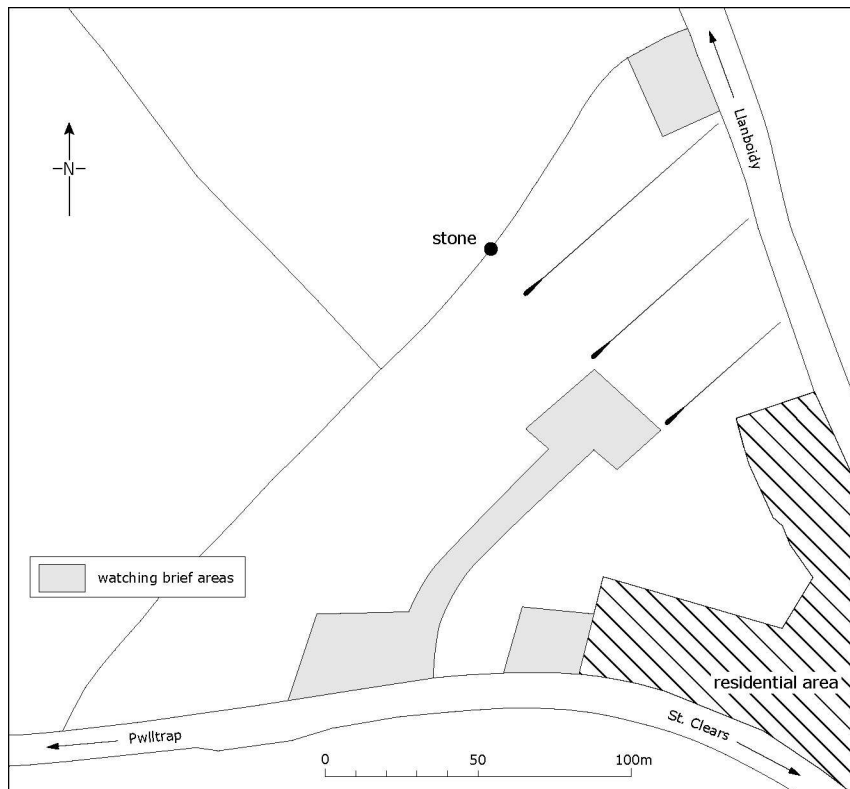 Llanboidy
N
stone
watching brief areas
residential area
St. Clears
Pwlltrap
0 50 100m